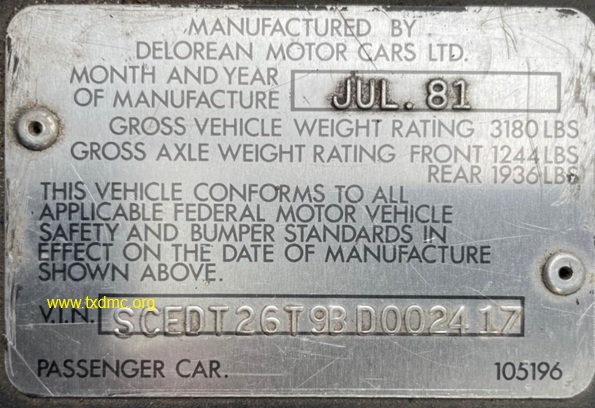 MANUFACTURED BY
DELOREAN MOTOR CARS LTD.
MONTH AND YEAR
OF MANUFACTURE JUL. 81
GROSS VEHICLE WEIGHT RATING 3180 LBS
GROSS AXLE WEIGHT RATING FRONT 1244 LBS
REAR 1936 LBS
THIS VEHICLE CONFORMS TO ALL
APPLICABLE FEDERAL MOTOR VEHICLE
SAFETY AND BUMPER STANDARDS IN
EFFECT ON THE DATE OF MANUFACTURE
SHOWN ABOVE.
www.txdmc.org
V.I.N. SCEDT26T9BD002417
PASSENGER CAR. 105196